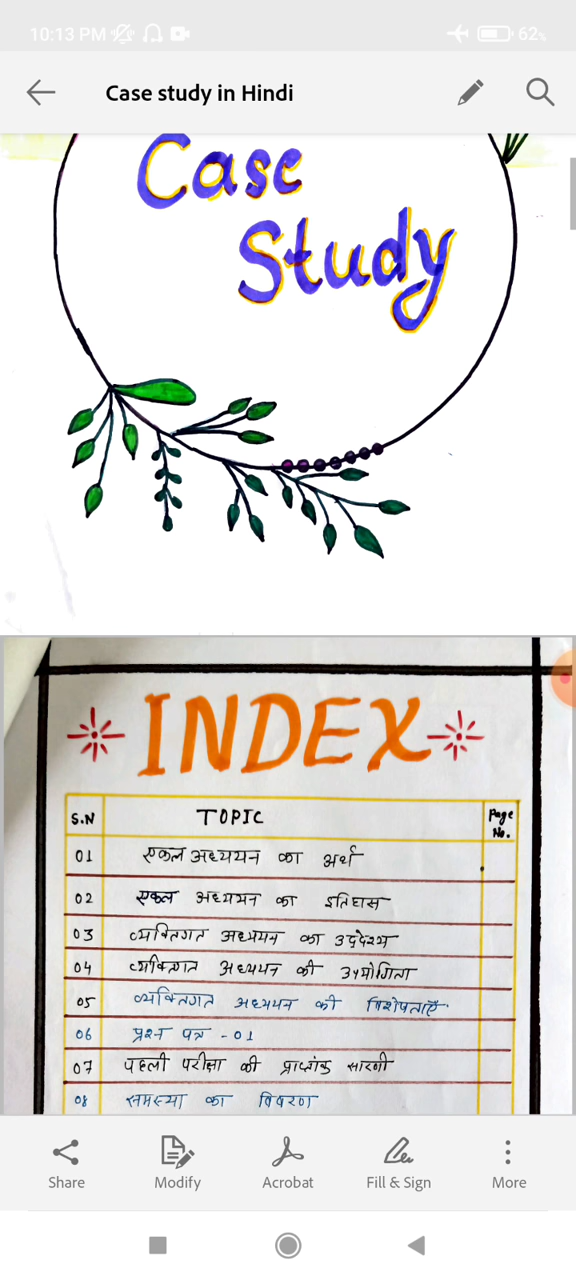 10:13 PM 62%
Case study in Hindi
Case
Study
INDEX
S.N TOPIC Page No.
01 एकल अध्ययन का अर्थ
02 एकल अध्ययन का इतिहास
03 व्यक्तिगत अध्ययन का उद्देश्य
04 व्यक्तिगत अध्ययन की उपयोगिता
05 व्यक्तिगत अध्ययन की विशेषताएँ
06 प्रश्न पत्र - 01
07 पहली परीक्षा की प्राप्तांक सारणी
08 समस्या का विवरण
Share Modify Acrobat Fill & Sign More